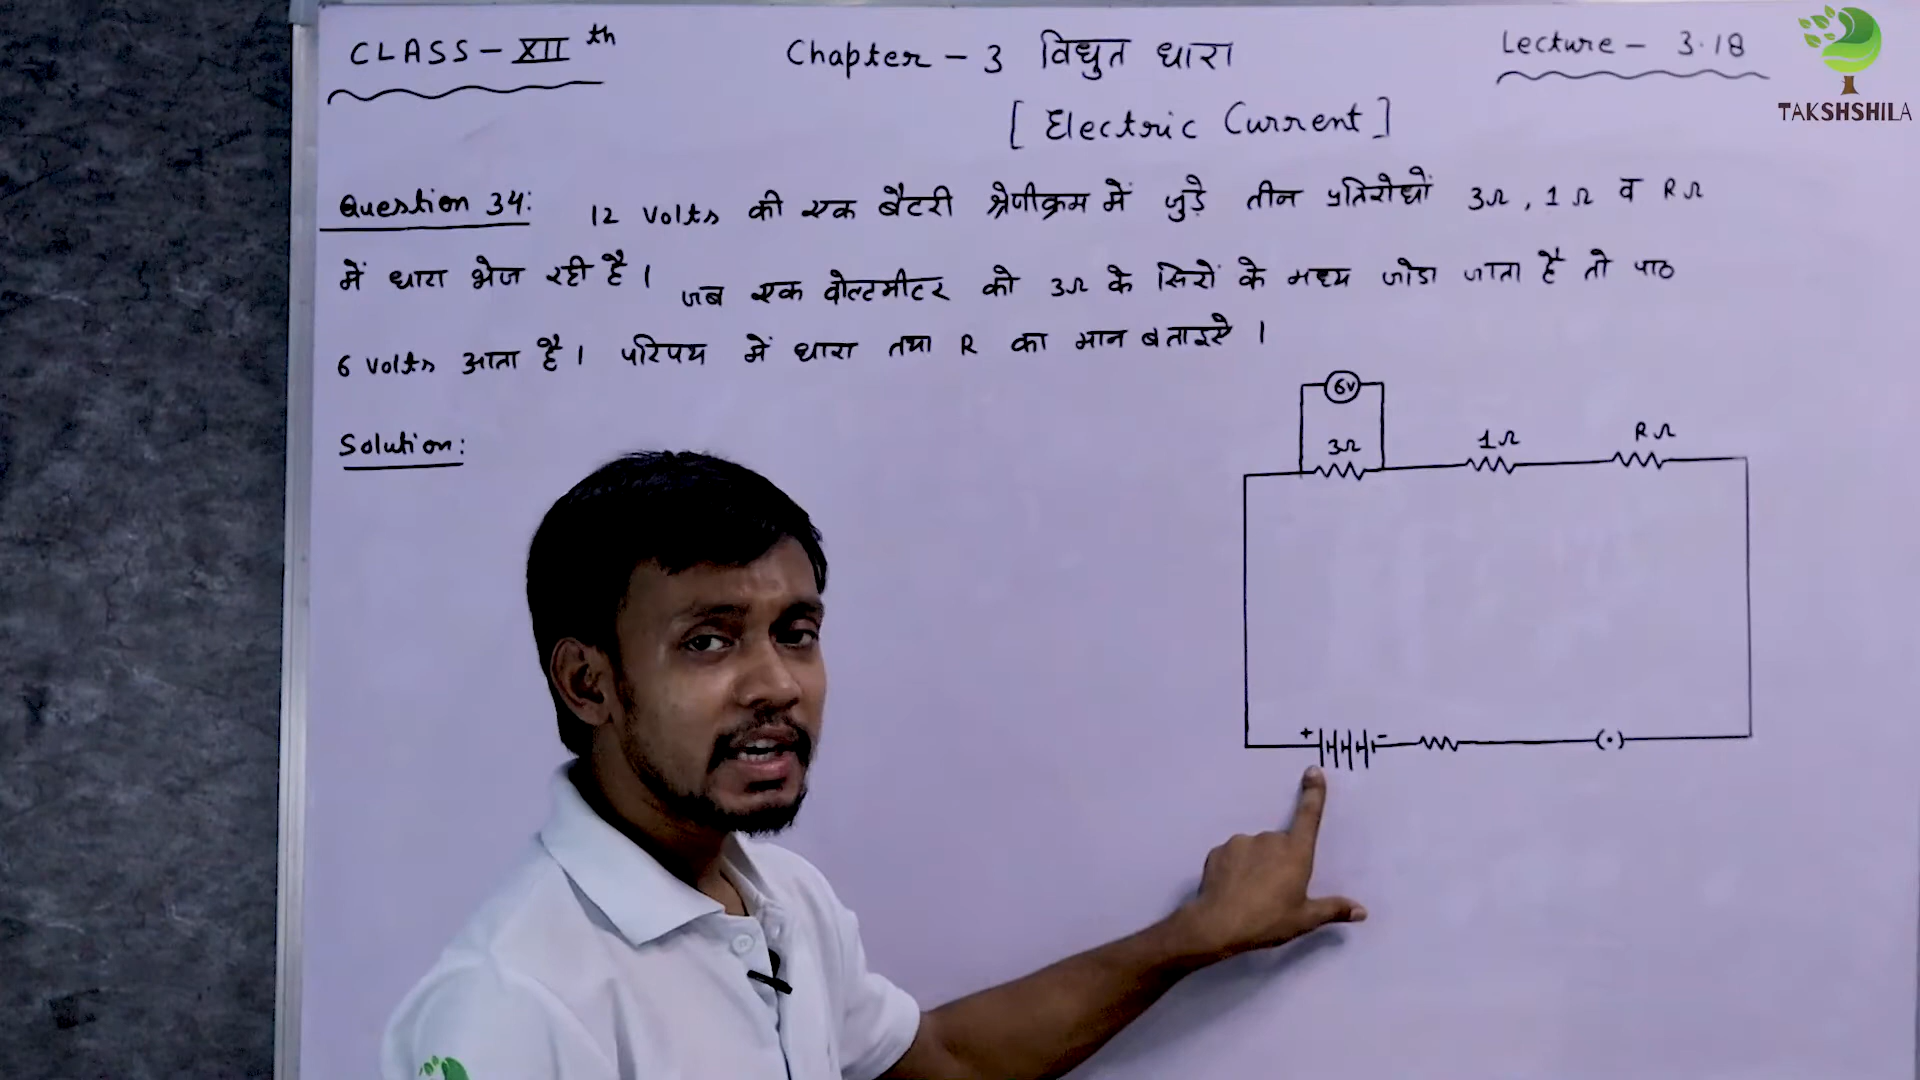 CLASS - XII th
Chapter - 3 विद्युत धारा
Lecture - 3.18
TAKSHSHILA
[ Electric Current ]
Question 34: 12 Volts की एक बैटरी श्रेणीक्रम में जुड़े तीन प्रतिरोधों 3Ω, 1Ω व RΩ
में धारा भेज रही है। जब एक वोल्टमीटर को 3Ω के सिरों के मध्य जोडा जाता है तो पाठ
6 Volts आता है। परिपथ में धारा तथा R का मान बताइये।
6V
Solution:
3Ω
1Ω
RΩ
+ -